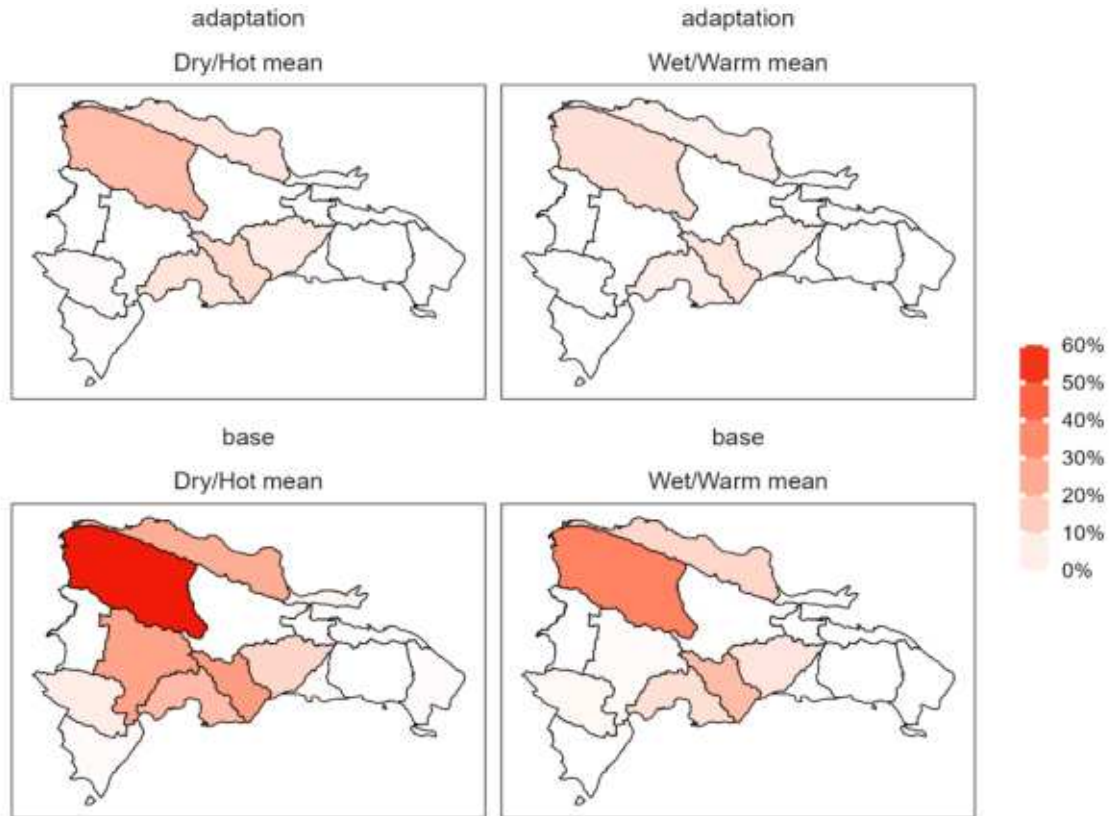 adaptation
Dry/Hot mean
adaptation
Wet/Warm mean
base
Dry/Hot mean
base
Wet/Warm mean
60%
50%
40%
30%
20%
10%
0%